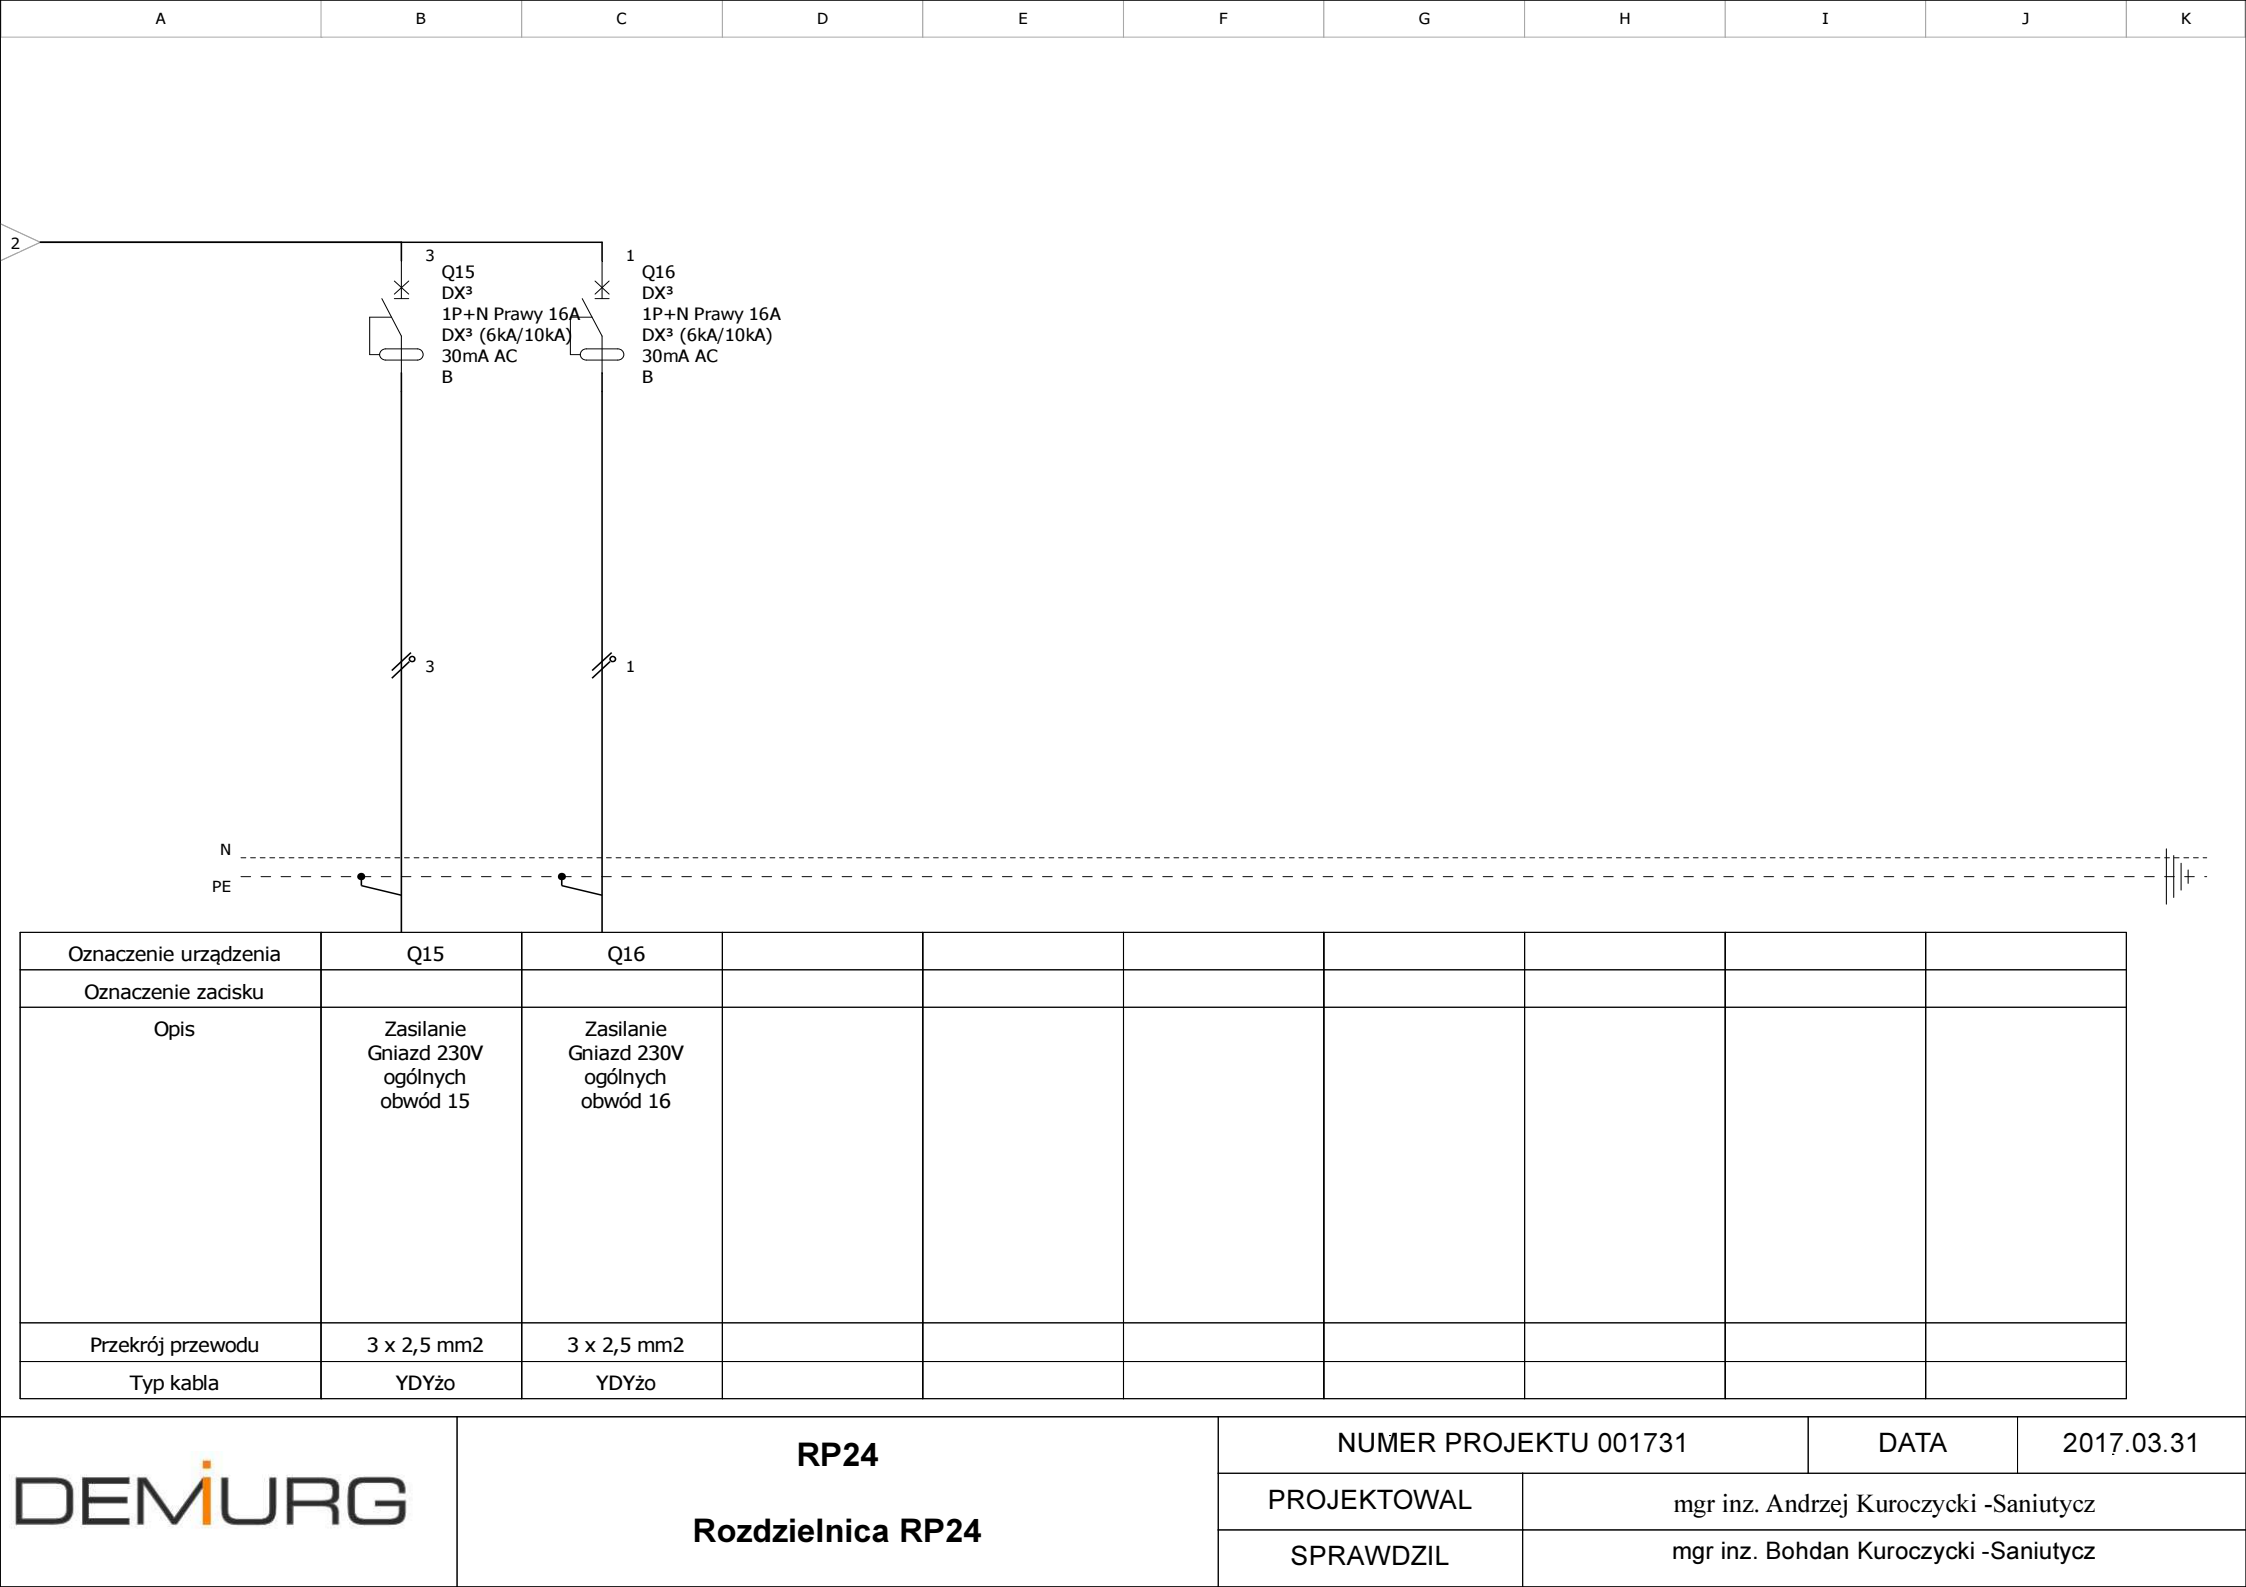 A B C D E F G H I J K
2
3
Q15
DX³
1P+N Prawy 16A
DX³ (6kA/10kA)
30mA AC
B
1
Q16
DX³
1P+N Prawy 16A
DX³ (6kA/10kA)
30mA AC
B
3
1
N
PE
Oznaczenie urządzenia Q15 Q16
Oznaczenie zacisku
Opis
Zasilanie
Gniazd 230V
ogólnych
obwód 15
Zasilanie
Gniazd 230V
ogólnych
obwód 16
Przekrój przewodu 3 x 2,5 mm2 3 x 2,5 mm2
Typ kabla YDYżo YDYżo
DEMIURG
RP24
Rozdzielnica RP24
NUMER PROJEKTU 001731 DATA 2017.03.31
PROJEKTOWAL mgr inz. Andrzej Kuroczycki -Saniutycz
SPRAWDZIL mgr inz. Bohdan Kuroczycki -Saniutycz